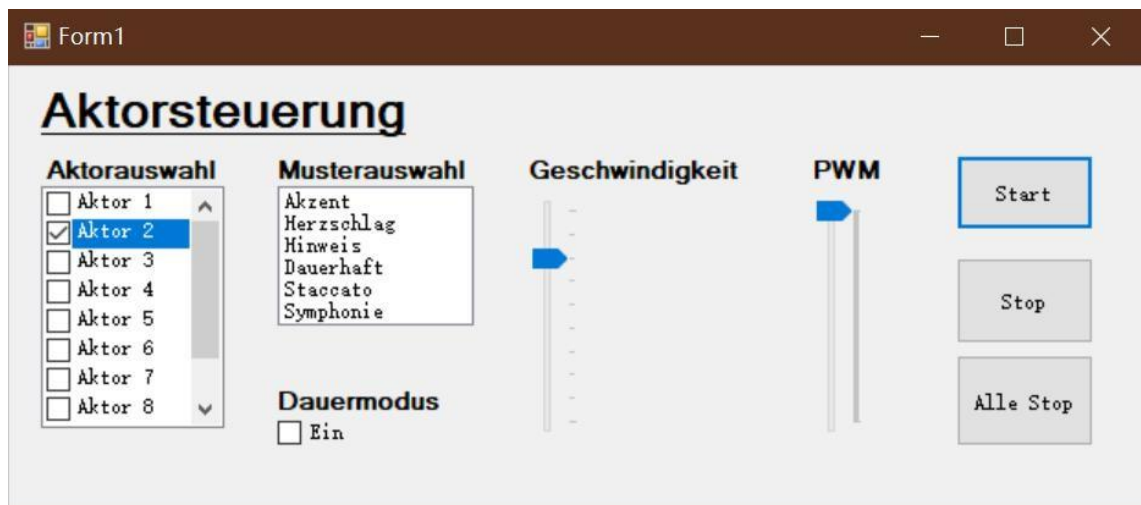 Form1
Aktorsteuerung
Aktorauswahl
Aktor 1
Aktor 2
Aktor 3
Aktor 4
Aktor 5
Aktor 6
Aktor 7
Aktor 8
Musterauswahl
Akzent
Herzschlag
Hinweis
Dauerhaft
Staccato
Symphonie
Dauermodus
Ein
Geschwindigkeit
PWM
Start
Stop
Alle Stop